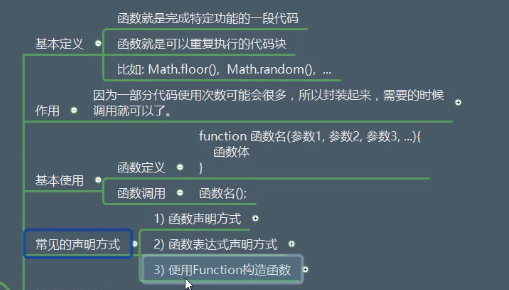 函数就是完成特定功能的一段代码
基本定义
函数就是可以重复执行的代码块
比如: Math.floor(), Math.random(), ...
作用
因为一部分代码使用次数可能会很多，所以封装起来，需要的时候
调用就可以了。
基本使用
函数定义
function 函数名(参数1, 参数2, 参数3, ...){
函数体
}
函数调用
函数名();
常见的声明方式
1) 函数声明方式
2) 函数表达式声明方式
3) 使用Function构造函数